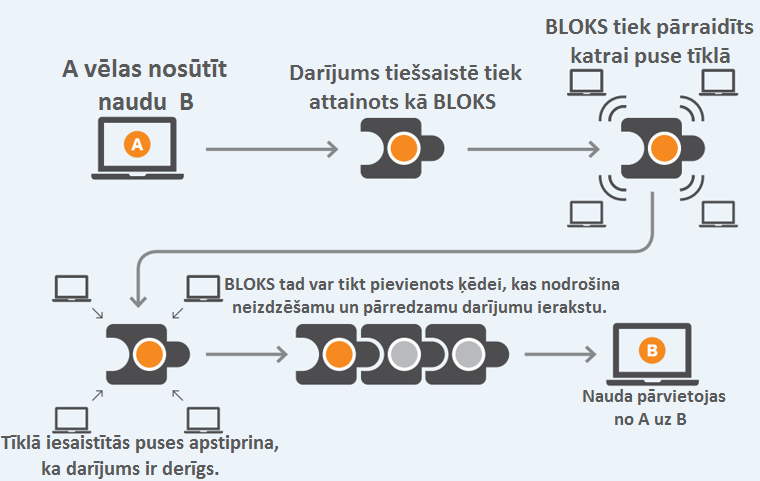 A vēlas nosūtīt
naudu B
A
Darījums tiešsaistē tiek
attainots kā BLOKS
BLOKS tiek pārraidīts
katrai puse tīklā
Tīklā iesaistītās puses apstiprina,
ka darījums ir derīgs.
BLOKS tad var tikt pievienots ķēdei, kas nodrošina
neizdzēšamu un pārredzamu darījumu ierakstu.
B
Nauda pārvietojas
no A uz B